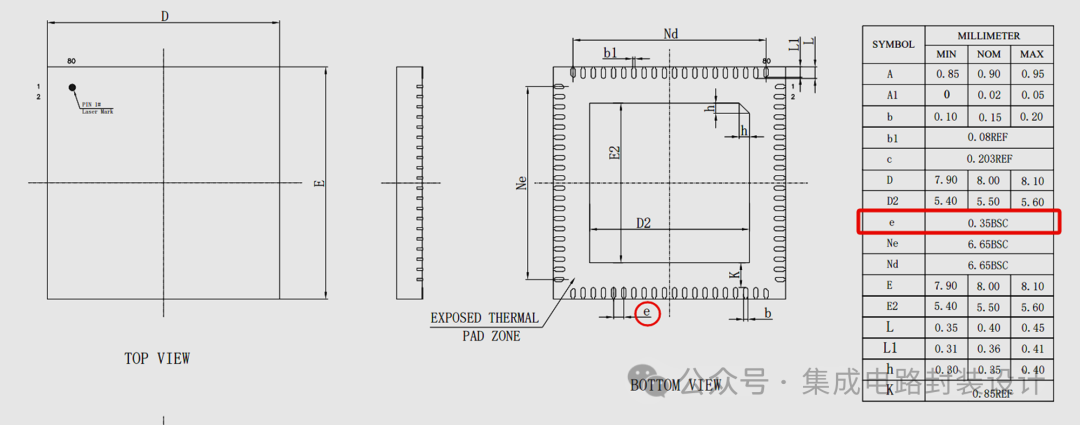 D
80
1
2
PIN 1#
Laser Mark
E
TOP VIEW
Nd
b1
L1
L
80
1
2
h
h
E2
Ne
D2
K
EXPOSED THERMAL
PAD ZONE
e
b
BOTTOM VIEW
SYMBOL MILLIMETER
MIN NOM MAX
A 0.85 0.90 0.95
A1 0 0.02 0.05
b 0.10 0.15 0.20
b1 0.08REF
c 0.203REF
D 7.90 8.00 8.10
D2 5.40 5.50 5.60
e 0.35BSC
Ne 6.65BSC
Nd 6.65BSC
E 7.90 8.00 8.10
E2 5.40 5.50 5.60
L 0.35 0.40 0.45
L1 0.31 0.36 0.41
h 0.30 0.35 0.40
K 0.85REF
公众号 · 集成电路封装设计